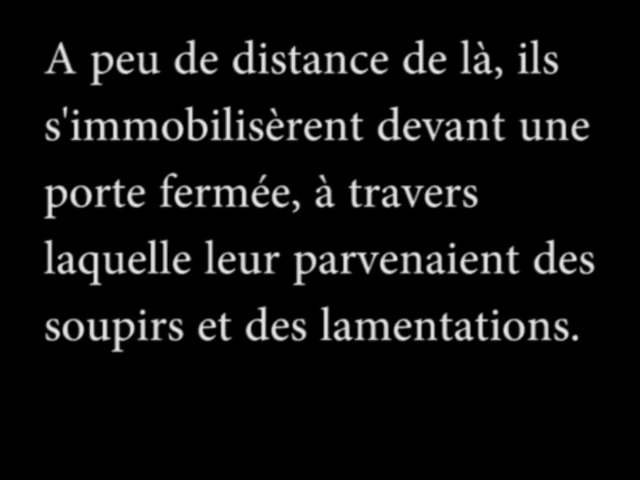 A peu de distance de là, ils
s'immobilisèrent devant une
porte fermée, à travers
laquelle leur parvenaient des
soupirs et des lamentations.